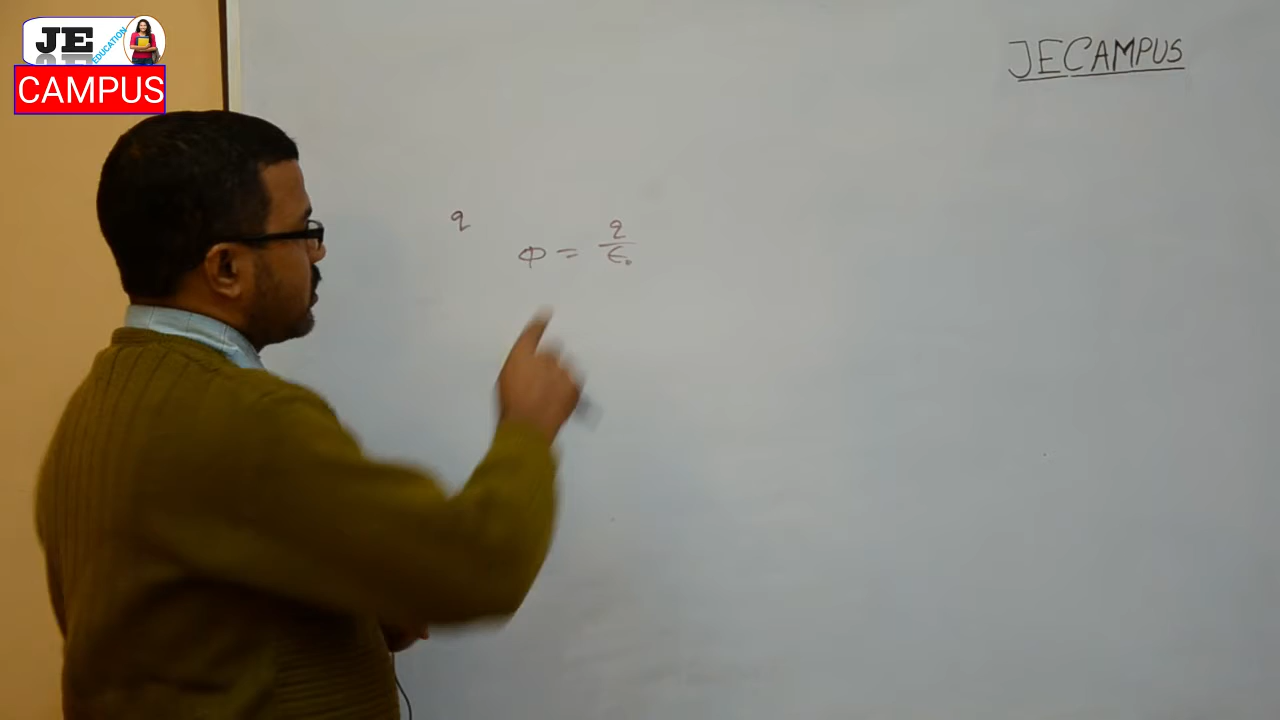 JE
EDUCATION
CAMPUS
JECAMPUS
q
Φ = q/ε₀